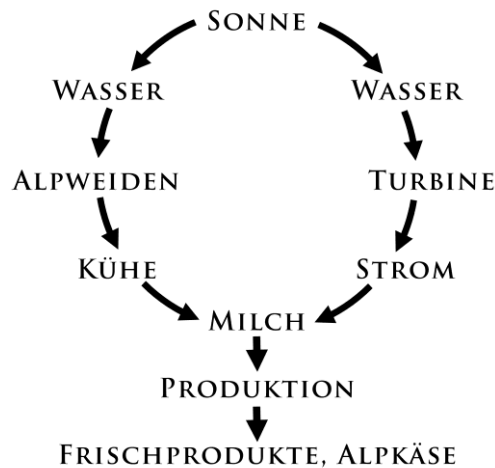 SONNE
WASSER WASSER
ALPWEIDEN TURBINE
KÜHE STROM
MILCH
PRODUKTION
FRISCHPRODUKTE, ALPKÄSE